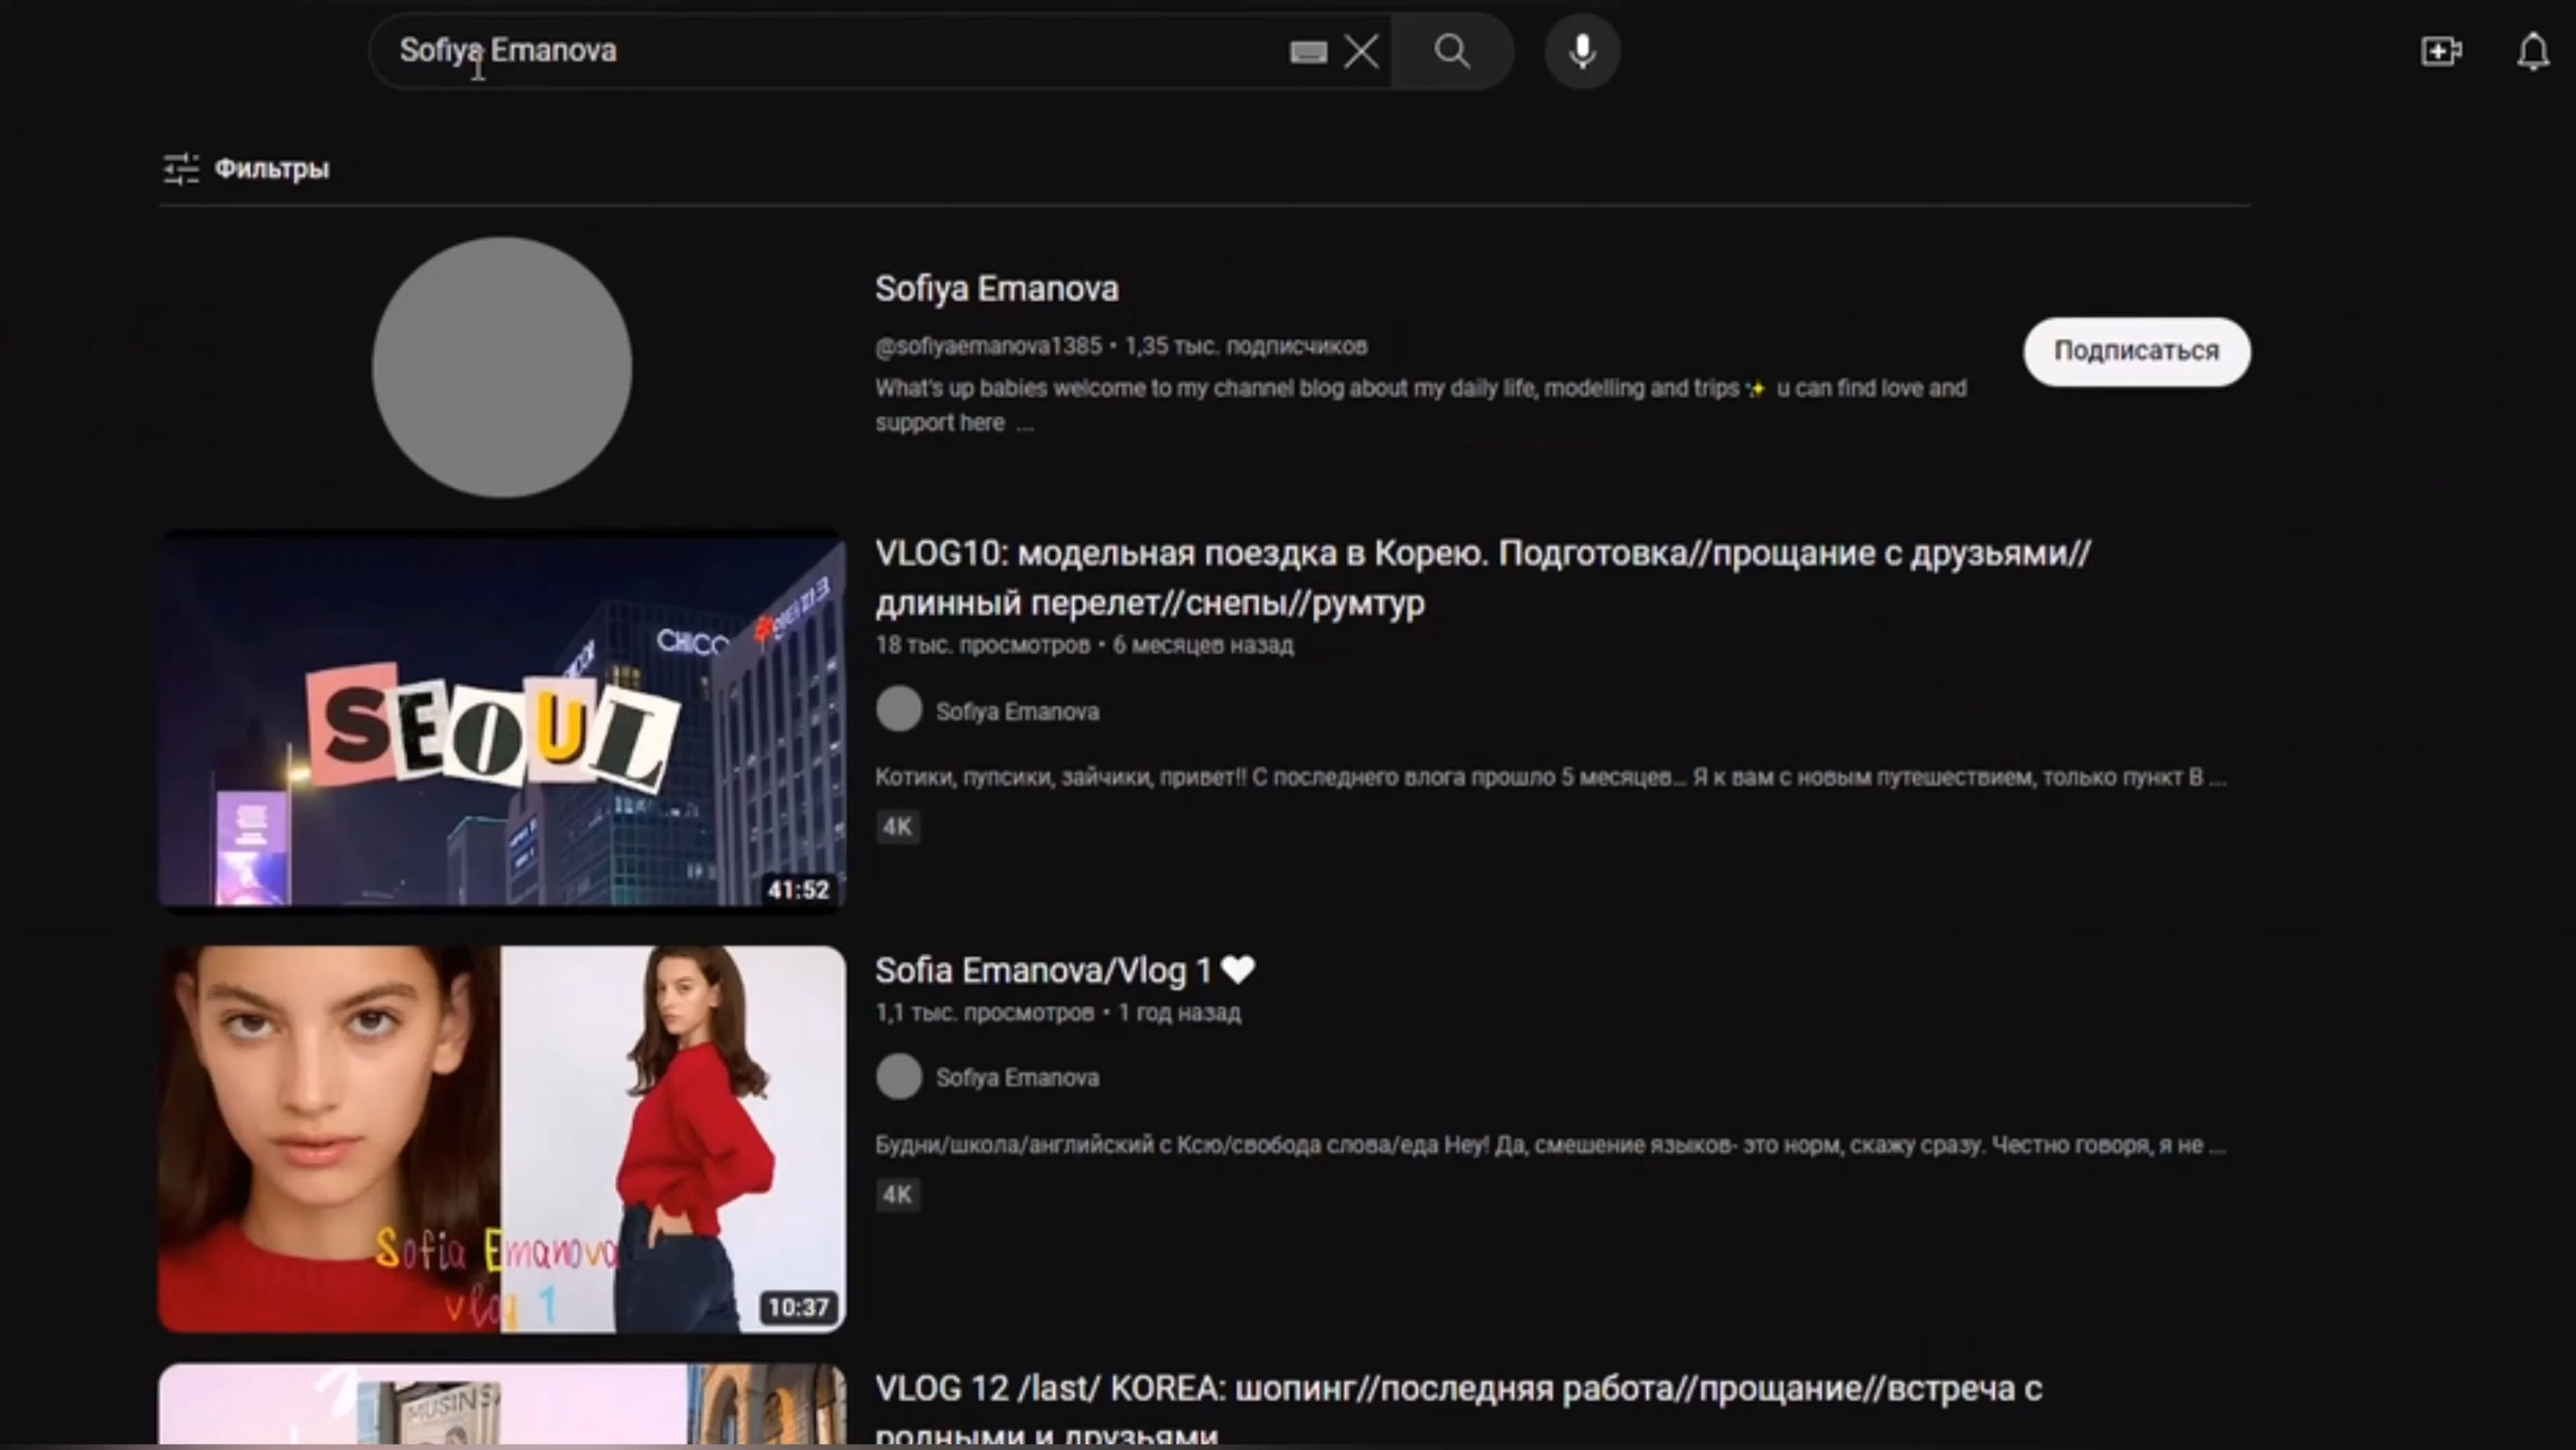 Sofiya Emanova
Фильтры
Sofiya Emanova
@sofiyaemanova1385 • 1,35 тыс. подписчиков
Подписаться
What's up babies welcome to my channel blog about my daily life, modelling and trips ✨ u can find love and
support here ...
VLOG10: модельная поездка в Корею. Подготовка//прощание с друзьями//
длинный перелет//снепы//румтур
18 тыс. просмотров • 6 месяцев назад
CHICO
SEOUL
Sofiya Emanova
Котики, пупсики, зайчики, привет!! С последнего влога прошло 5 месяцев... Я к вам с новым путешествием, только пункт В ...
4K
41:52
Sofia Emanova/Vlog 1 🤍
1,1 тыс. просмотров • 1 год назад
Sofiya Emanova
Будни/школа/английский с Ксю/свобода слова/еда Hey! Да, смешение языков- это норм, скажу сразу. Честно говоря, я не ...
4K
Sofia Emanova
vlog 1
10:37
VLOG 12 /last/ KOREA: шопинг//последняя работа//прощание//встреча с
родными и друзьями
MUSINSA